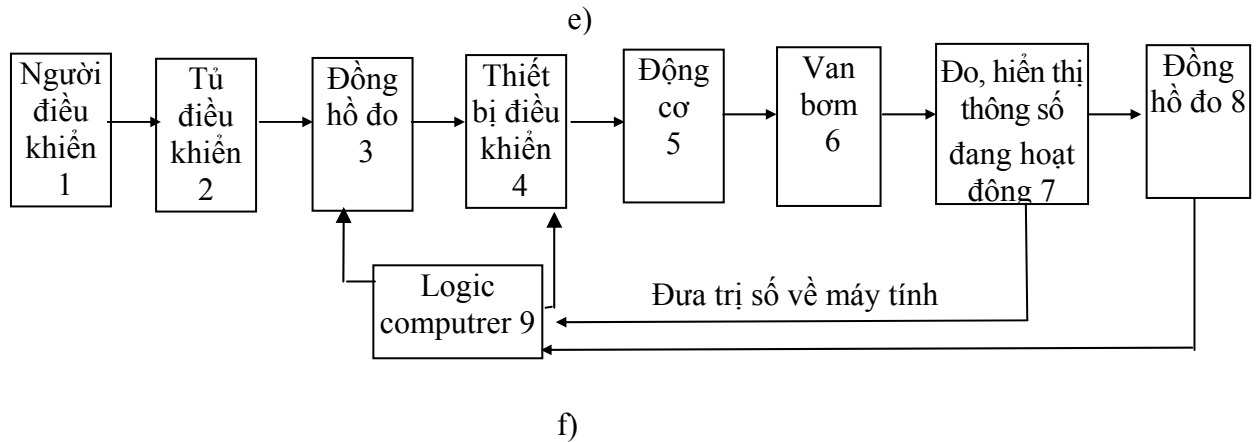 e)
Người
điều
khiển
1
Tủ
điều
khiển
2
Đồng
hồ đo
3
Thiết
bị điều
khiển
4
Động
cơ
5
Van
bơm
6
Đo, hiển thị
thông số
đang hoạt
động 7
Đồng
hồ đo 8
Logic
computrer 9
Đưa trị số về máy tính
f)